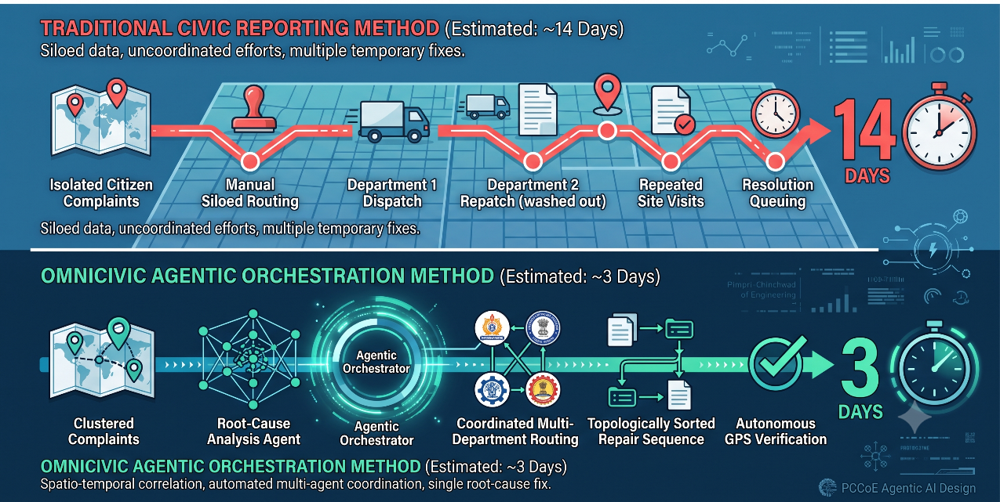 TRADITIONAL CIVIC REPORTING METHOD (Estimated: ~14 Days)
Siloed data, uncoordinated efforts, multiple temporary fixes.
Isolated Citizen
Complaints
Manual
Siloed Routing
Department 1
Dispatch
Department 2
Repatch (washed out)
Repeated
Site Visits
Resolution
Queuing
14
DAYS
Siloed data, uncoordinated efforts, multiple temporary fixes.
OMNICIVIC AGENTIC ORCHESTRATION METHOD (Estimated: ~3 Days)
Pimpri-Chinchwad
of Engineering
Agentic
Orchestrator
Clustered
Complaints
Root-Cause
Analysis Agent
Agentic
Orchestrator
Coordinated Multi-
Department Routing
Topologically Sorted
Repair Sequence
Autonomous
GPS Verification
3
DAYS
OMNICIVIC AGENTIC ORCHESTRATION METHOD (Estimated: ~3 Days)
Spatio-temporal correlation, automated multi-agent coordination, single root-cause fix.
PCCoE Agentic AI Design